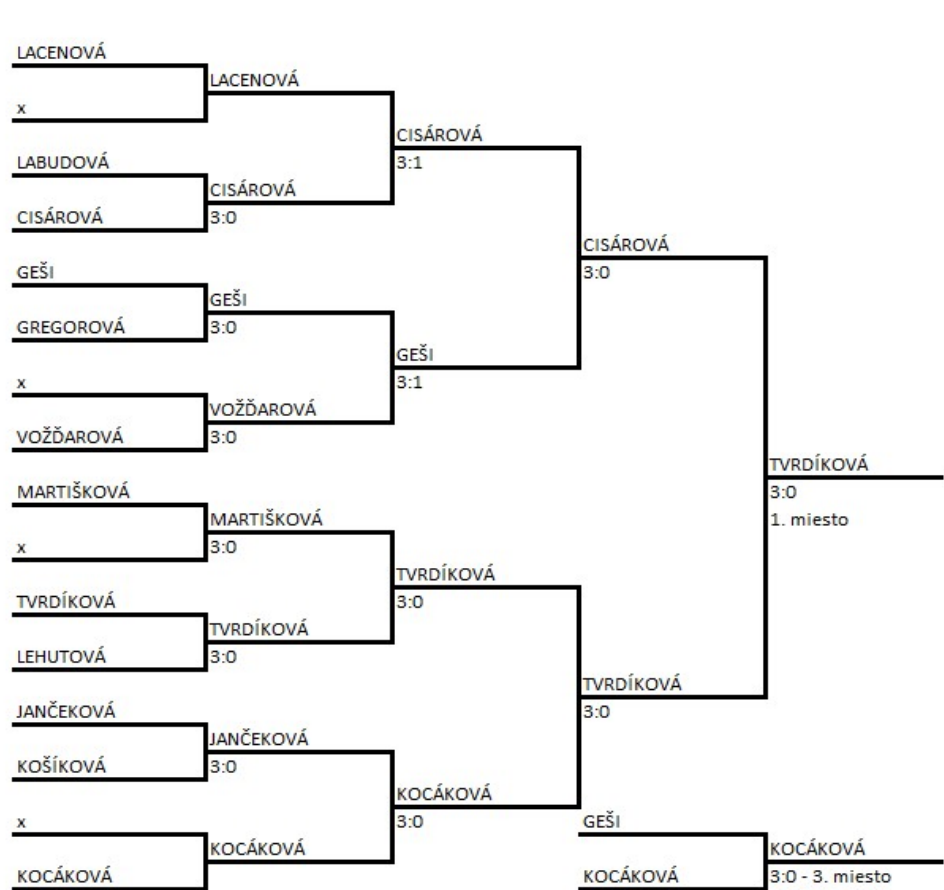 LACENOVÁ
x
LABUDOVÁ
CISÁROVÁ
GEŠI
GREGOROVÁ
x
VOŽĎAROVÁ
MARTIŠKOVÁ
x
TVRDÍKOVÁ
LEHUTOVÁ
JANČEKOVÁ
KOŠÍKOVÁ
x
KOCÁKOVÁ
LACENOVÁ
CISÁROVÁ
3:0
GEŠI
3:0
VOŽĎAROVÁ
3:0
MARTIŠKOVÁ
3:0
TVRDÍKOVÁ
3:0
JANČEKOVÁ
3:0
KOCÁKOVÁ
CISÁROVÁ
3:1
GEŠI
3:1
TVRDÍKOVÁ
3:0
KOCÁKOVÁ
3:0
CISÁROVÁ
3:0
TVRDÍKOVÁ
3:0
GEŠI
KOCÁKOVÁ
TVRDÍKOVÁ
3:0
1. miesto
KOCÁKOVÁ
3:0 - 3. miesto